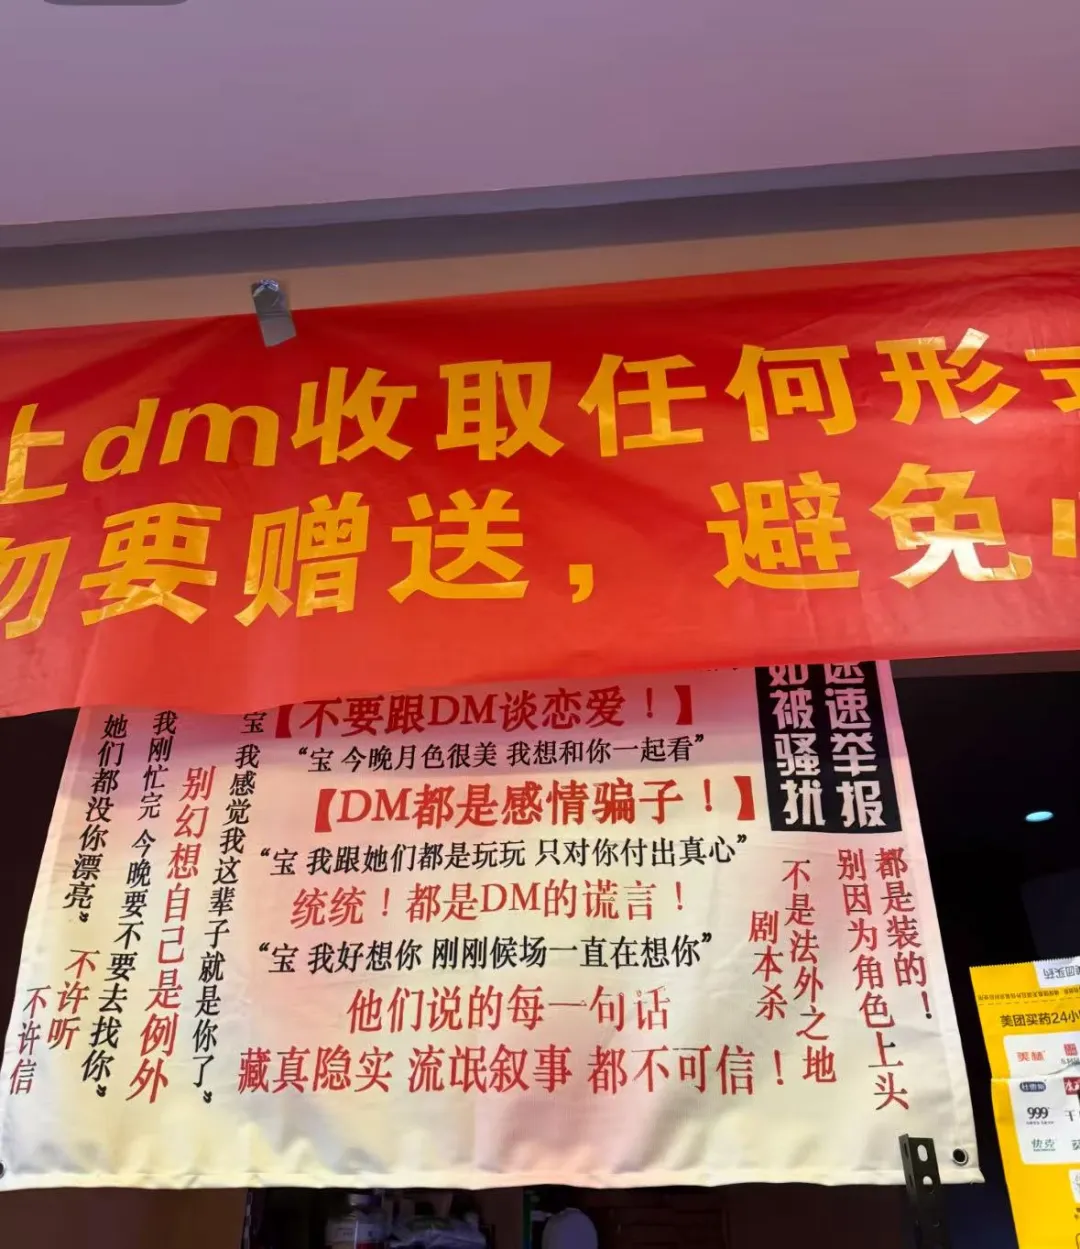 上dm收取任何形式
勿要赠送，避免
【不要跟DM谈恋爱！】
“宝 今晚月色很美 我想和你一起看”
【DM都是感情骗子！】
“宝 我跟她们都是玩玩 只对你付出真心”
统统！都是DM的谎言！
“宝 我好想你 刚刚候场一直在想你”
他们说的每一句话
藏真隐实 流氓叙事 都不可信！
迅速举报
如被骚扰
都是装的！
别因为角色上头
不是法外之地
剧本杀
宝 我感觉我这辈子就是你了”
别幻想自己是例外
我刚忙完 今晚要不要去找你”
她们都没你漂亮”
不许听
不许信
美团买药24小
999
快克